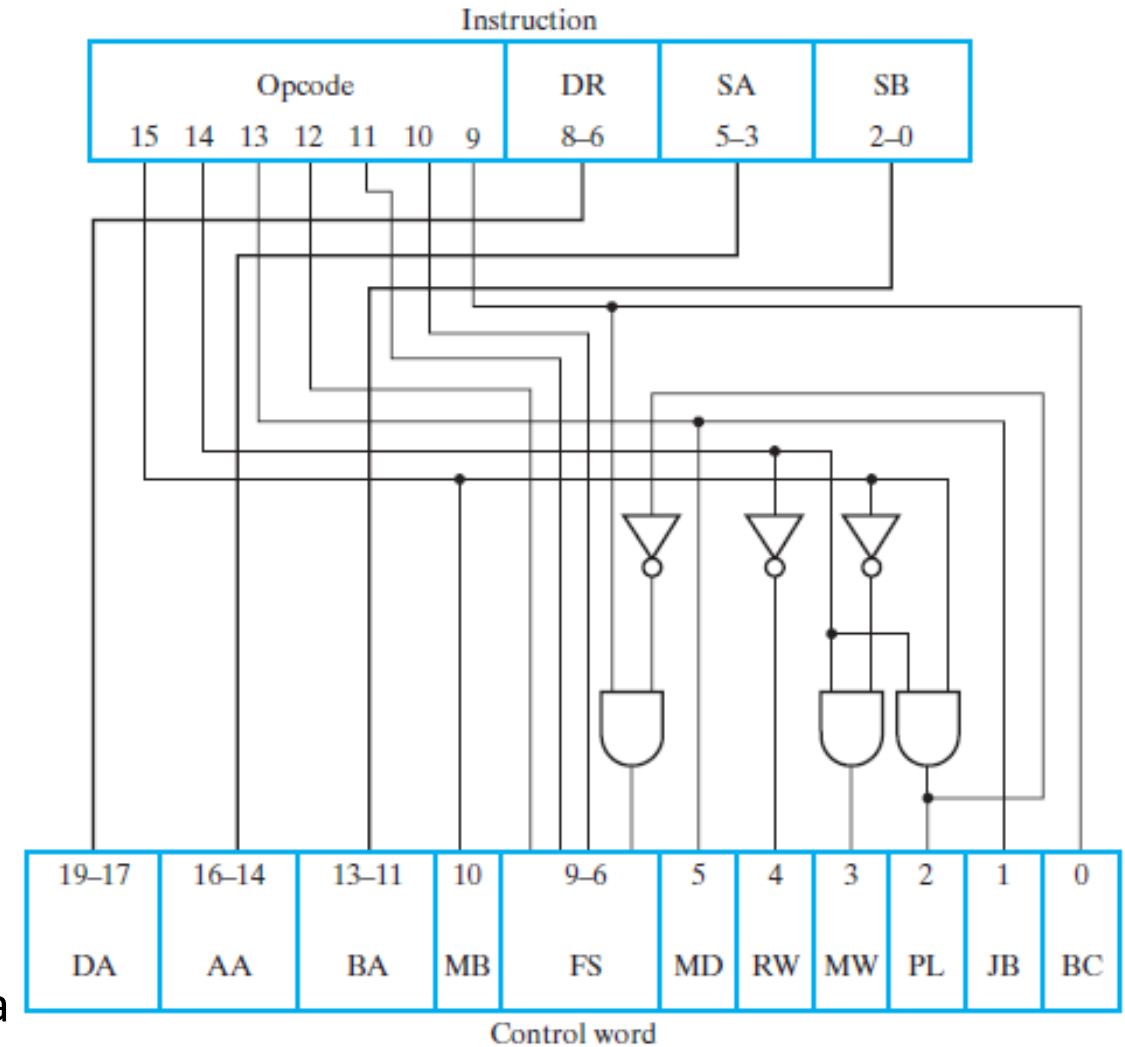 Instruction
Opcode DR SA SB
15 14 13 12 11 10 9 8–6 5–3 2–0
19–17 16–14 13–11 10 9–6 5 4 3 2 1 0
DA AA BA MB FS MD RW MW PL JB BC
a
Control word